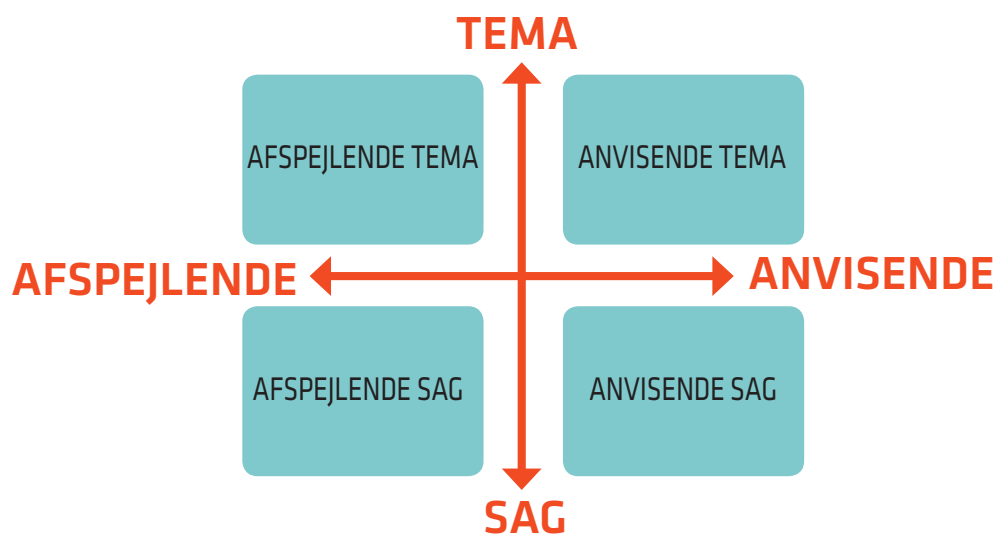 TEMA
AFSPEJLENDE TEMA
ANVISENDE TEMA
AFSPEJLENDE
ANVISENDE
AFSPEJLENDE SAG
ANVISENDE SAG
SAG